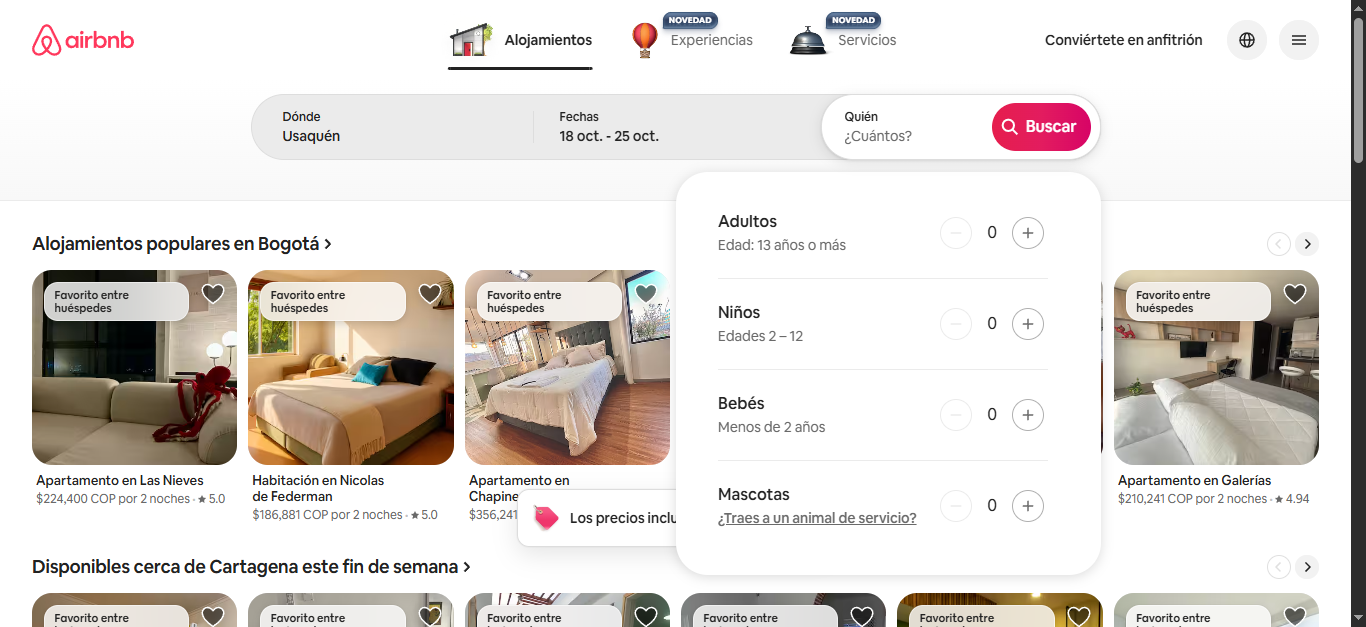 airbnb
Alojamientos
NOVEDAD
Experiencias
NOVEDAD
Servicios
Conviértete en anfitrión
Dónde
Usaquén
Fechas
18 oct. - 25 oct.
Quién
¿Cuántos?
Buscar
Adultos
Edad: 13 años o más
0
Niños
Edades 2 – 12
0
Bebés
Menos de 2 años
0
Mascotas
¿Traes a un animal de servicio?
0
Alojamientos populares en Bogotá
Favorito entre
huéspedes
Favorito entre
huéspedes
Favorito entre
huéspedes
Favorito entre
huéspedes
Apartamento en Las Nieves
$224,400 COP por 2 noches · ★ 5.0
Habitación en Nicolas
de Federman
$186,881 COP por 2 noches · ★ 5.0
Apartamento en
Chapine
$356,241
Apartamento en Galerías
$210,241 COP por 2 noches · ★ 4.94
Los precios inclu
Disponibles cerca de Cartagena este fin de semana
Favorito entre
Favorito entre
Favorito entre
Favorito entre
Favorito entre
Favorito entre